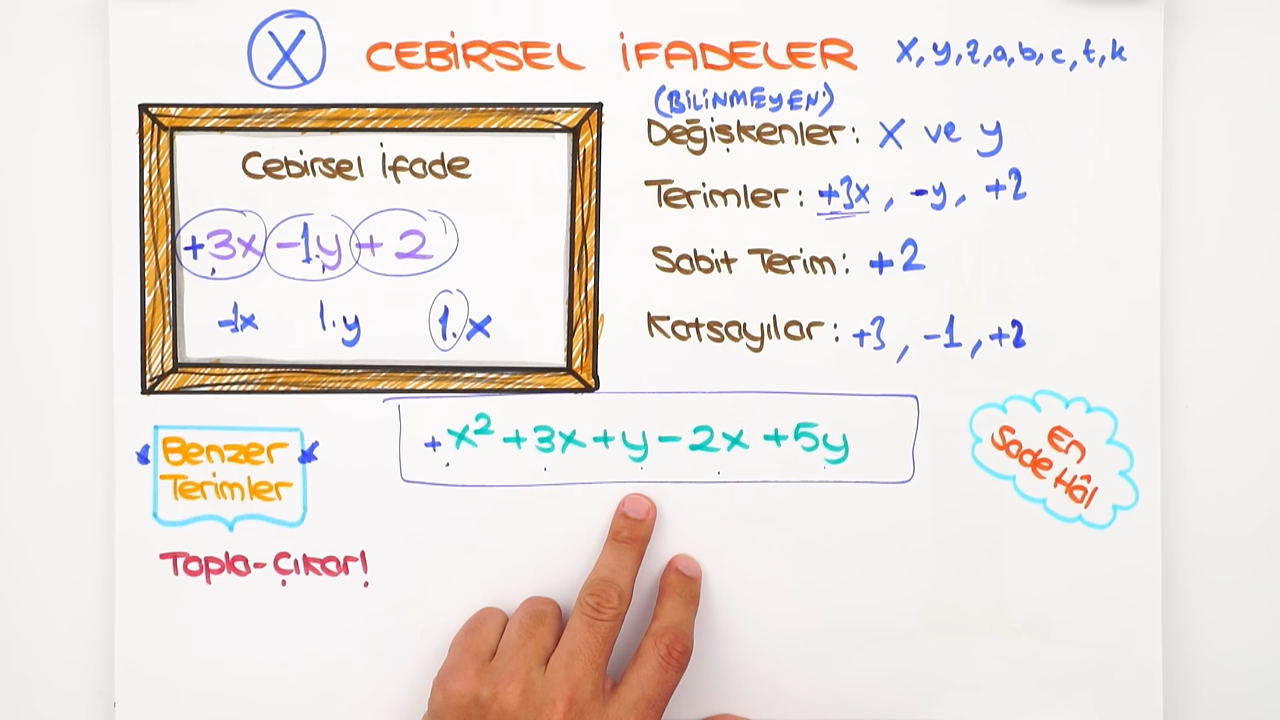 X CEBİRSEL İFADELER x, y, z, a, b, c, t, k
Cebirsel İfade
+3x -1.y + 2
-1x 1.y 1.x
(BİLİNMEYEN)
Değişkenler: x ve y
Terimler: +3x, -y, +2
Sabit Terim: +2
Katsayılar: +3, -1, +2
Benzer
Terimler
+x² +3x+y-2x+5y
En
Sade Hâl
Topla-Çıkar!